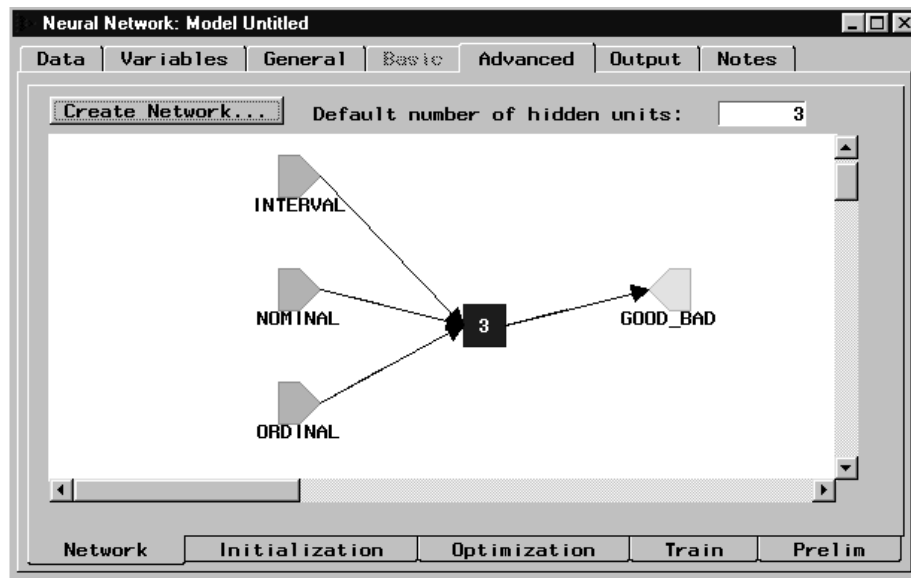 Neural Network: Model Untitled
Data Variables General Basic Advanced Output Notes
Create Network... Default number of hidden units: 3
INTERVAL
NOMINAL
3
GOOD_BAD
ORDINAL
Network Initialization Optimization Train Prelim